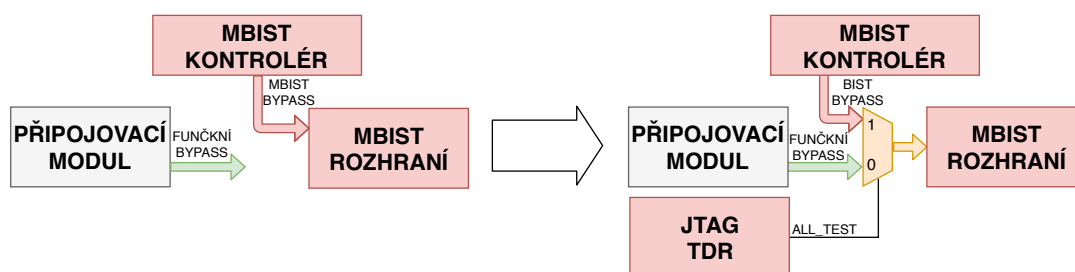 MBIST
KONTROLÉR
MBIST
BYPASS
PŘIPOJOVACÍ
MODUL
FUNČKNÍ
BYPASS
MBIST
ROZHRANÍ
MBIST
KONTROLÉR
BIST
BYPASS
PŘIPOJOVACÍ
MODUL
FUNČKNÍ
BYPASS
1
0
MBIST
ROZHRANÍ
JTAG
TDR
ALL_TEST